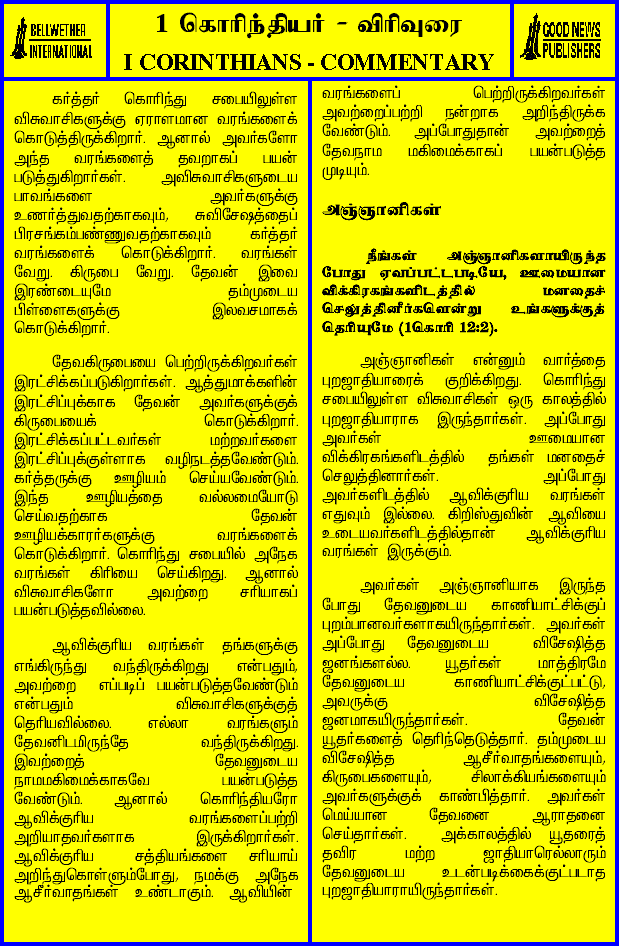 BELLWETHER
INTERNATIONAL
1 கொரிந்தியர் - விரிவுரை
I CORINTHIANS - COMMENTARY
GOOD NEWS
PUBLISHERS
கர்த்தர் கொரிந்து சபையிலுள்ள
விசுவாசிகளுக்கு ஏராளமான வரங்களைக்
கொடுத்திருக்கிறார். ஆனால் அவர்களோ
அந்த வரங்களைத் தவறாகப் பயன்
படுத்துகிறார்கள். அவிசுவாசிகளுடைய
பாவங்களை அவர்களுக்கு
உணர்த்துவதற்காகவும், சுவிசேஷத்தைப்
பிரசங்கம்பண்ணுவதற்காகவும் கர்த்தர்
வரங்களைக் கொடுக்கிறார். வரங்கள்
வேறு. கிருபை வேறு. தேவன் இவை
இரண்டையுமே தம்முடைய
பிள்ளைகளுக்கு இலவசமாகக்
கொடுக்கிறார்.
தேவகிருபையை பெற்றிருக்கிறவர்கள்
இரட்சிக்கப்படுகிறார்கள். ஆத்துமாக்களின்
இரட்சிப்புக்காக தேவன் அவர்களுக்குக்
கிருபையைக் கொடுக்கிறார்.
இரட்சிக்கப்பட்டவர்கள் மற்றவர்களை
இரட்சிப்புக்குள்ளாக வழிநடத்தவேண்டும்.
கர்த்தருக்கு ஊழியம் செய்யவேண்டும்.
இந்த ஊழியத்தை வல்லமையோடு
செய்வதற்காக தேவன்
ஊழியக்காரர்களுக்கு வரங்களைக்
கொடுக்கிறார். கொரிந்து சபையில் அநேக
வரங்கள் கிரியை செய்கிறது. ஆனால்
விசுவாசிகளோ அவற்றை சரியாகப்
பயன்படுத்தவில்லை.
ஆவிக்குரிய வரங்கள் தங்களுக்கு
எங்கிருந்து வந்திருக்கிறது என்பதும்,
அவற்றை எப்படிப் பயன்படுத்தவேண்டும்
என்பதும் விசுவாசிகளுக்குத்
தெரியவில்லை. எல்லா வரங்களும்
தேவனிடமிருந்தே வந்திருக்கிறது.
இவற்றைத் தேவனுடைய
நாமமகிமைக்காகவே பயன்படுத்த
வேண்டும். ஆனால் கொரிந்தியரோ
ஆவிக்குரிய வரங்களைப்பற்றி
அறியாதவர்களாக இருக்கிறார்கள்.
ஆவிக்குரிய சத்தியங்களை சரியாய்
அறிந்துகொள்ளும்போது, நமக்கு அநேக
ஆசீர்வாதங்கள் உண்டாகும். ஆவியின்
வரங்களைப் பெற்றிருக்கிறவர்கள்
அவற்றைப்பற்றி நன்றாக அறிந்திருக்க
வேண்டும். அப்போதுதான் அவற்றைத்
தேவநாம மகிமைக்காகப் பயன்படுத்த
முடியும்.
அஞ்ஞானிகள்
நீங்கள் அஞ்ஞானிகளாயிருந்த
போது ஏவப்பட்டபடியே, ஊமையான
விக்கிரகங்களிடத்தில் மனதைச்
செலுத்தினீர்களென்று உங்களுக்குத்
தெரியுமே (1கொரி 12:2).
அஞ்ஞானிகள் என்னும் வார்த்தை
புறஜாதியாரைக் குறிக்கிறது. கொரிந்து
சபையிலுள்ள விசுவாசிகள் ஒரு காலத்தில்
புறஜாதியாராக இருந்தார்கள். அப்போது
அவர்கள் ஊமையான
விக்கிரகங்களிடத்தில் தங்கள் மனதைச்
செலுத்தினார்கள். அப்போது
அவர்களிடத்தில் ஆவிக்குரிய வரங்கள்
எதுவும் இல்லை. கிறிஸ்துவின் ஆவியை
உடையவர்களிடத்தில்தான் ஆவிக்குரிய
வரங்கள் இருக்கும்.
அவர்கள் அஞ்ஞானியாக இருந்த
போது தேவனுடைய காணியாட்சிக்குப்
புறம்பானவர்களாகயிருந்தார்கள். அவர்கள்
அப்போது தேவனுடைய விசேஷித்த
ஜனங்களல்ல. யூதர்கள் மாத்திரமே
தேவனுடைய காணியாட்சிக்குட்பட்டு,
அவருக்கு விசேஷித்த
ஜனமாகயிருந்தார்கள். தேவன்
யூதர்களைத் தெரிந்தெடுத்தார். தம்முடைய
விசேஷித்த ஆசீர்வாதங்களையும்,
கிருபைகளையும், சிலாக்கியங்களையும்
அவர்களுக்குக் காண்பித்தார். அவர்கள்
மெய்யான தேவனை ஆராதனை
செய்தார்கள். அக்காலத்தில் யூதரைத்
தவிர மற்ற ஜாதியாரெல்லாரும்
தேவனுடைய உடன்படிக்கைக்குட்படாத
புறஜாதியாராயிருந்தார்கள்.